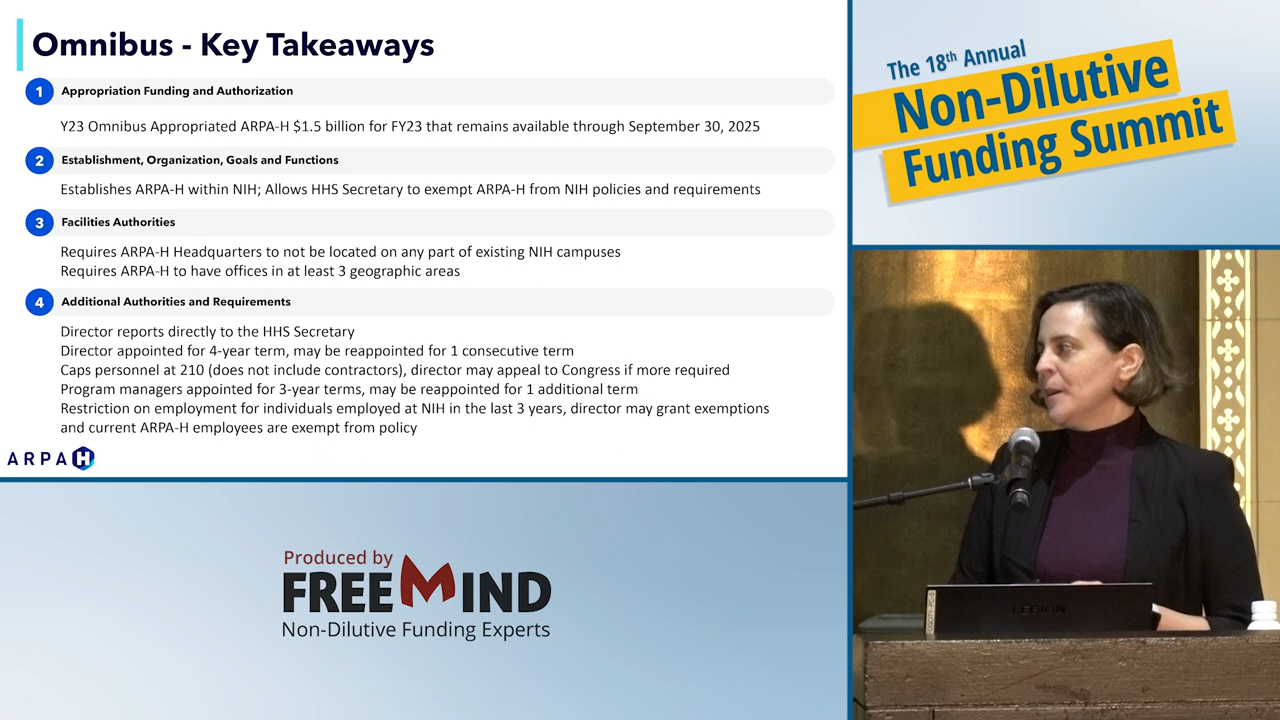 Omnibus - Key Takeaways
1 Appropriation Funding and Authorization
Y23 Omnibus Appropriated ARPA-H $1.5 billion for FY23 that remains available through September 30, 2025
2 Establishment, Organization, Goals and Functions
Establishes ARPA-H within NIH; Allows HHS Secretary to exempt ARPA-H from NIH policies and requirements
3 Facilities Authorities
Requires ARPA-H Headquarters to not be located on any part of existing NIH campuses
Requires ARPA-H to have offices in at least 3 geographic areas
4 Additional Authorities and Requirements
Director reports directly to the HHS Secretary
Director appointed for 4-year term, may be reappointed for 1 consecutive term
Caps personnel at 210 (does not include contractors), director may appeal to Congress if more required
Program managers appointed for 3-year terms, may be reappointed for 1 additional term
Restriction on employment for individuals employed at NIH in the last 3 years, director may grant exemptions
and current ARPA-H employees are exempt from policy
ARPA H
The 18th Annual
Non-Dilutive
Funding Summit
Produced by
FREEMIND
Non-Dilutive Funding Experts
LEGION